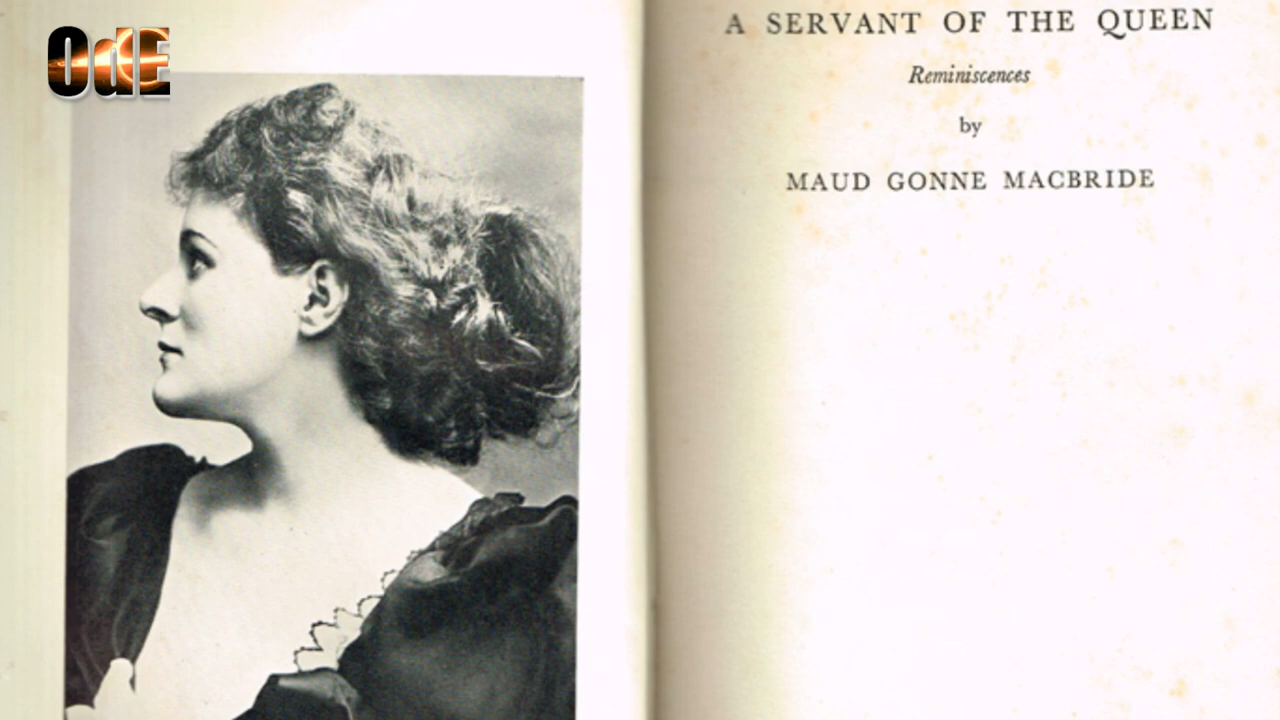 OdE
A SERVANT OF THE QUEEN
Reminiscences
by
MAUD GONNE MACBRIDE